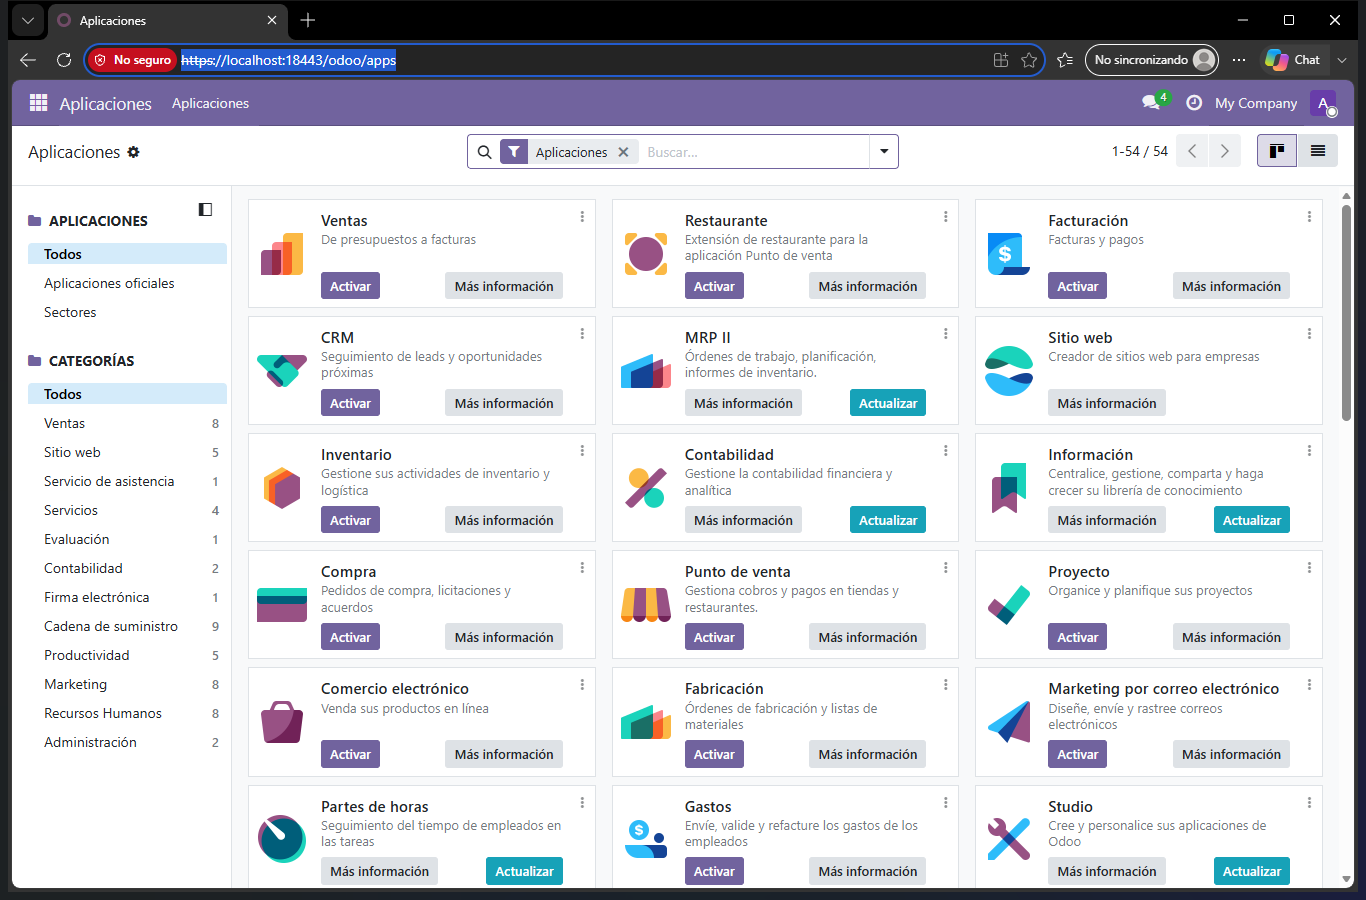 Aplicaciones
No seguro
https://localhost:18443/odoo/apps
No sincronizando
Chat
Aplicaciones
Aplicaciones
4
My Company
A
Aplicaciones
Aplicaciones
Buscar...
1-54 / 54
APLICACIONES
Todos
Aplicaciones oficiales
Sectores
CATEGORÍAS
Todos
Ventas 8
Sitio web 5
Servicio de asistencia 1
Servicios 4
Evaluación 1
Contabilidad 2
Firma electrónica 1
Cadena de suministro 9
Productividad 5
Marketing 8
Recursos Humanos 8
Administración 2
Ventas
De presupuestos a facturas
Activar
Más información
Restaurante
Extensión de restaurante para la
aplicación Punto de venta
Activar
Más información
$
Facturación
Facturas y pagos
Activar
Más información
CRM
Seguimiento de leads y oportunidades
próximas
Activar
Más información
MRP II
Órdenes de trabajo, planificación,
informes de inventario.
Más información
Actualizar
Sitio web
Creador de sitios web para empresas
Más información
Inventario
Gestione sus actividades de inventario y
logística
Activar
Más información
Contabilidad
Gestione la contabilidad financiera y
analítica
Más información
Actualizar
Información
Centralice, gestione, comparta y haga
crecer su librería de conocimiento
Más información
Actualizar
Compra
Pedidos de compra, licitaciones y
acuerdos
Activar
Más información
Punto de venta
Gestiona cobros y pagos en tiendas y
restaurantes.
Activar
Más información
Proyecto
Organice y planifique sus proyectos
Activar
Más información
Comercio electrónico
Venda sus productos en línea
Activar
Más información
Fabricación
Órdenes de fabricación y listas de
materiales
Activar
Más información
Marketing por correo electrónico
Diseñe, envíe y rastree correos
electrónicos
Activar
Más información
Partes de horas
Seguimiento del tiempo de empleados en
las tareas
Más información
Actualizar
$
Gastos
Envíe, valide y refacture los gastos de los
empleados
Activar
Más información
Studio
Cree y personalice sus aplicaciones de
Odoo
Más información
Actualizar